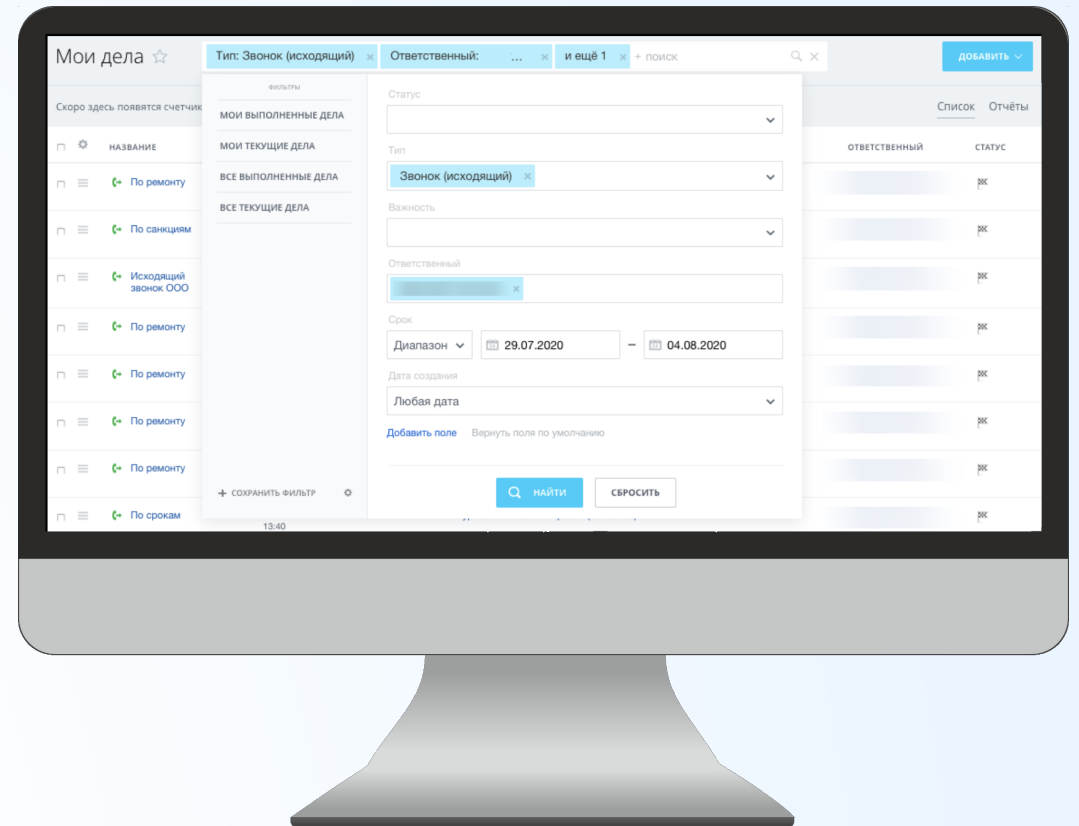 Мои дела
Тип: Звонок (исходящий) ×
Ответственный: ... ×
и ещё 1 ×
+ поиск
ДОБАВИТЬ
Скоро здесь появятся
Список Отчёты
НАЗВАНИЕ
ОТВЕТСТВЕННЫЙ
СТАТУС
По ремонту
По санкциям
Исходящий
звонок ООО
По ремонту
По ремонту
По ремонту
По ремонту
По срокам
13:40
ФИЛЬТРЫ
МОИ ВЫПОЛНЕННЫЕ ДЕЛА
МОИ ТЕКУЩИЕ ДЕЛА
ВСЕ ВЫПОЛНЕННЫЕ ДЕЛА
ВСЕ ТЕКУЩИЕ ДЕЛА
+ СОХРАНИТЬ ФИЛЬТР
Статус
Тип
Звонок (исходящий) ×
Важность
Ответственный
Срок
Диапазон 29.07.2020 – 04.08.2020
Дата создания
Любая дата
Добавить поле Вернуть поля по умолчанию
НАЙТИ СБРОСИТЬ